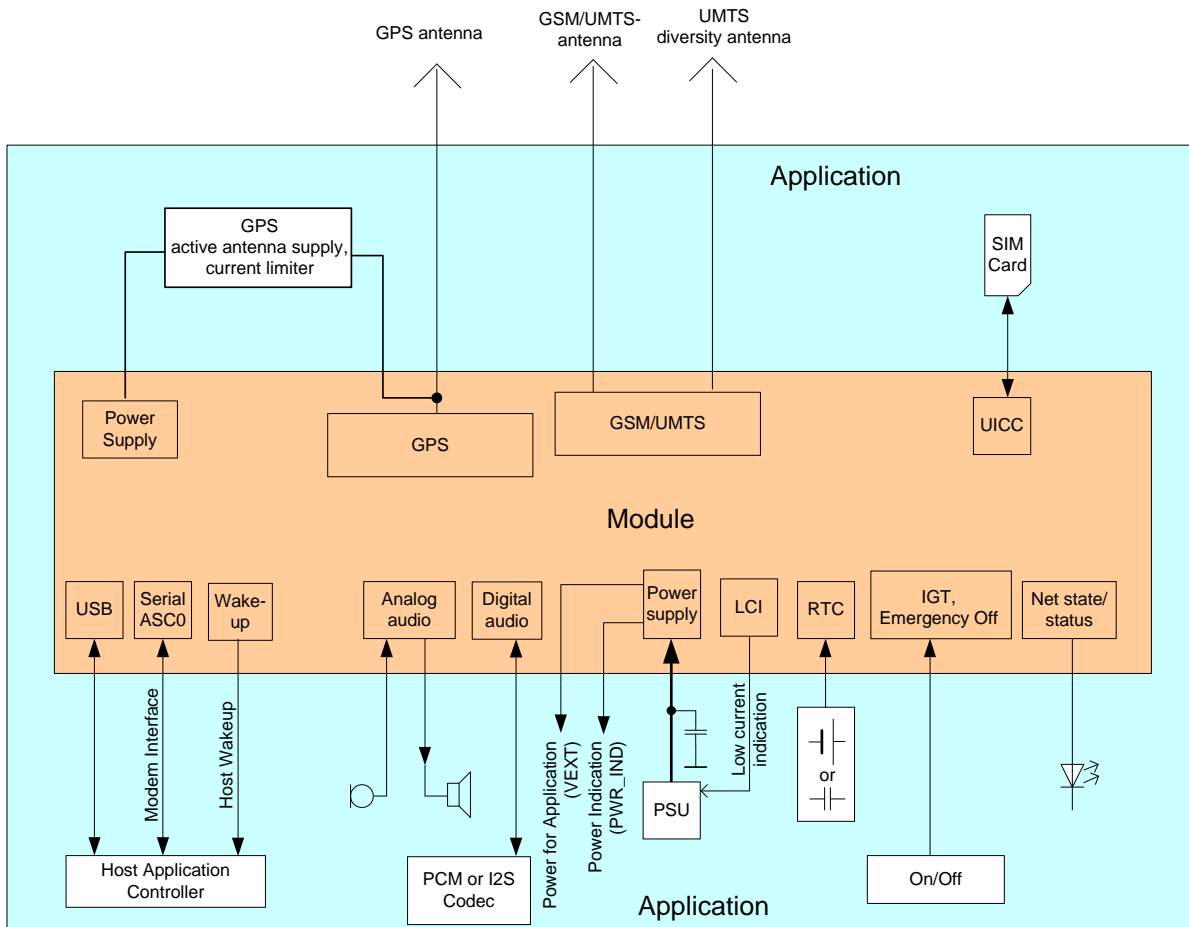 GPS antenna
GSM/UMTS-
antenna
UMTS
diversity antenna
Application
GPS
active antenna supply,
current limiter
SIM
Card
Power
Supply
GPS
GSM/UMTS
UICC
Module
USB
Serial
ASC0
Wake-
up
Analog
audio
Digital
audio
Power
supply
LCI
RTC
IGT,
Emergency Off
Net state/
status
Modem Interface
Host Wakeup
Power for Application
(VEXT)
Power Indication
(PWR_IND)
Low current
indication
or
PSU
Host Application
Controller
PCM or I2S
Codec
On/Off
Application